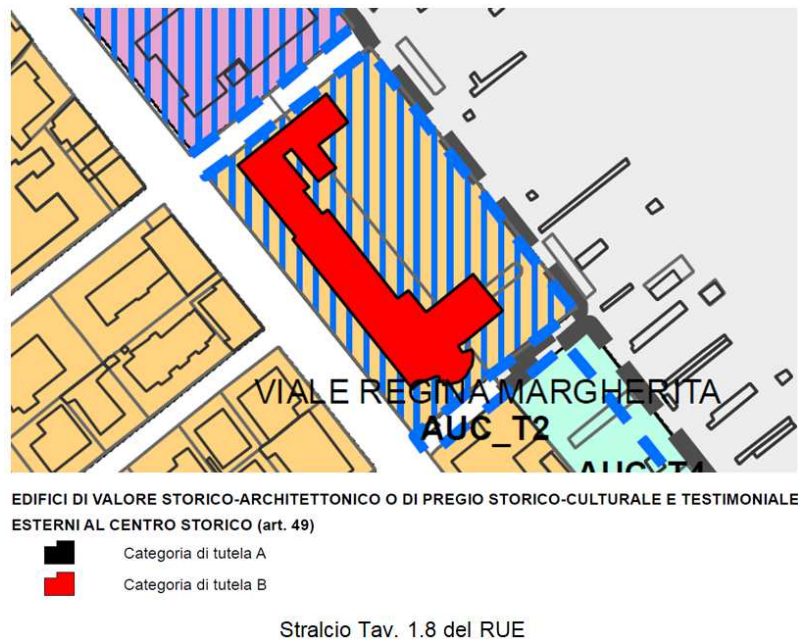 VIALE REGINA MARGHERITA
AUC_T2
EDIFICI DI VALORE STORICO-ARCHITETTONICO O DI PREGIO STORICO-CULTURALE E TESTIMONIALE
ESTERNI AL CENTRO STORICO (art. 49)
Categoria di tutela A
Categoria di tutela B
Stralcio Tav. 1.8 del RUE